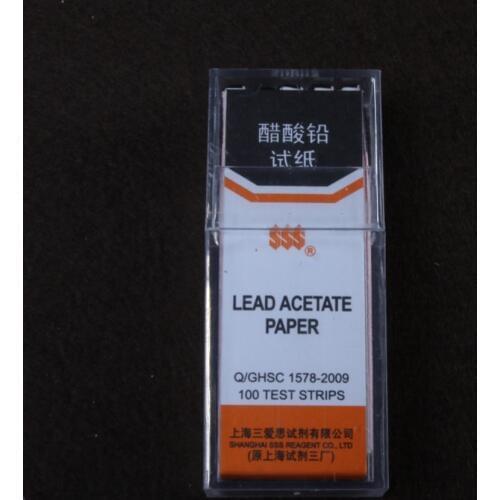 醋酸铅
试纸
SSS®
LEAD ACETATE
PAPER
Q/GHSC 1578-2009
100 TEST STRIPS
上海三爱思试剂有限公司
SHANGHAI SSS REAGENT CO., LTD
(原上海试剂三厂)